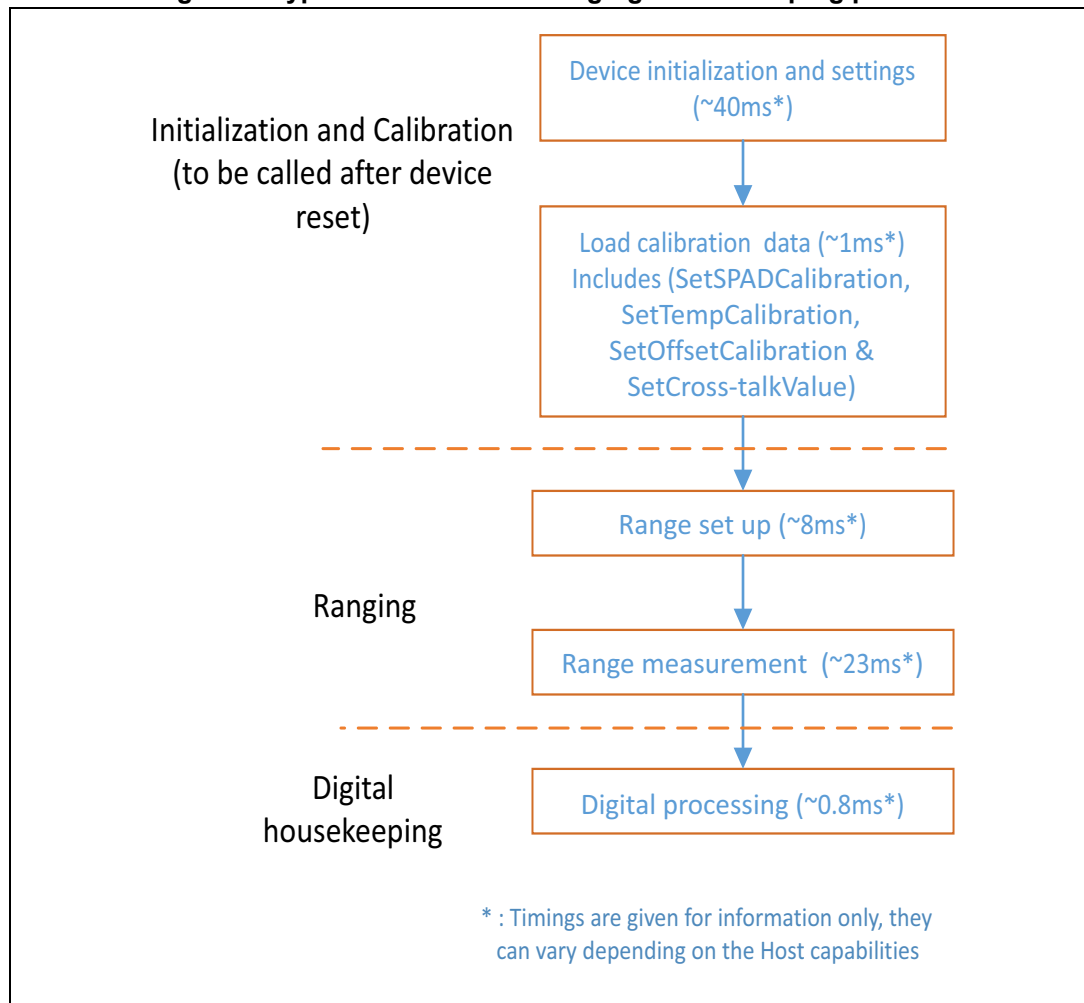 Device initialization and settings
(~40ms*)
Initialization and Calibration
(to be called after device
reset)
Load calibration data (~1ms*)
Includes (SetSPADCalibration,
SetTempCalibration,
SetOffsetCalibration &
SetCross-talkValue)
Range set up (~8ms*)
Ranging
Range measurement (~23ms*)
Digital
housekeeping
Digital processing (~0.8ms*)
* : Timings are given for information only, they
can vary depending on the Host capabilities